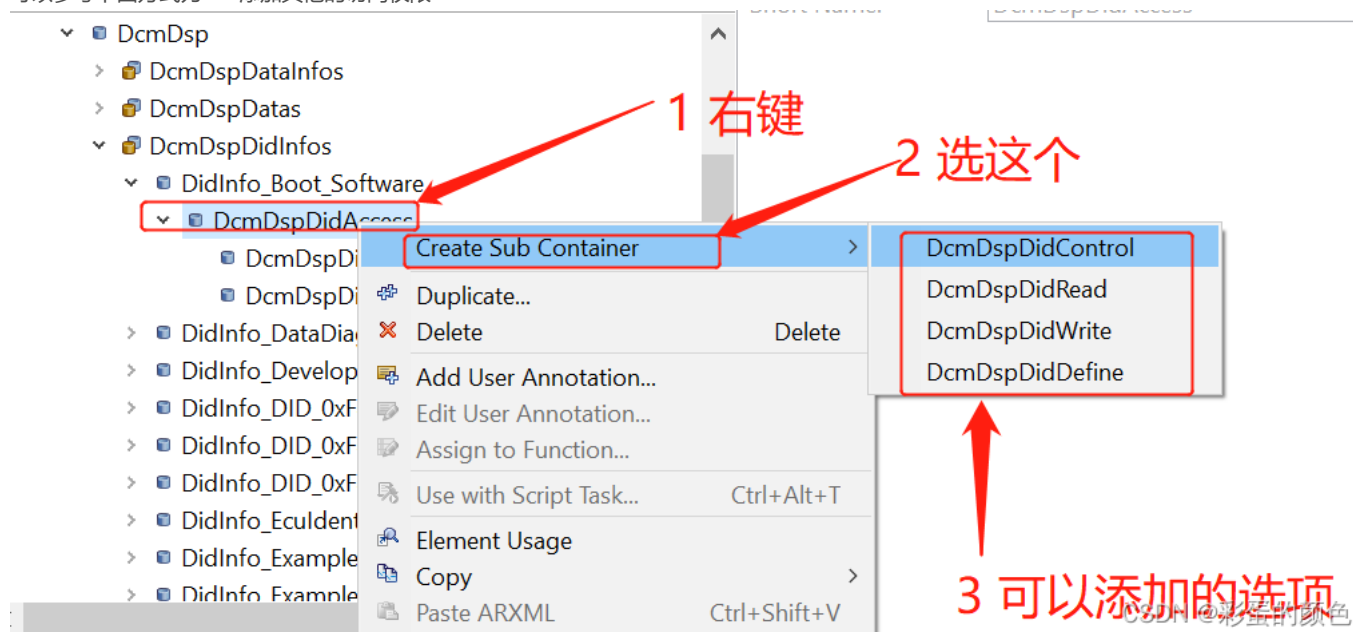 DcmDsp
DcmDspDataInfos
DcmDspDatas
DcmDspDidInfos
DidInfo_Boot_Software
DcmDspDidAccess
DcmDspDi
DcmDspDi
DidInfo_DataDia
DidInfo_Develop
DidInfo_DID_0xF
DidInfo_DID_0xF
DidInfo_DID_0xF
DidInfo_EcuIdent
DidInfo_Example
DidInfo_Example
1 右键
2 选这个
Create Sub Container
Duplicate...
Delete Delete
Add User Annotation...
Edit User Annotation...
Assign to Function...
Use with Script Task... Ctrl+Alt+T
Element Usage
Copy
Paste ARXML Ctrl+Shift+V
DcmDspDidControl
DcmDspDidRead
DcmDspDidWrite
DcmDspDidDefine
3 可以添加的选项
CSDN @彩蛋的颜色